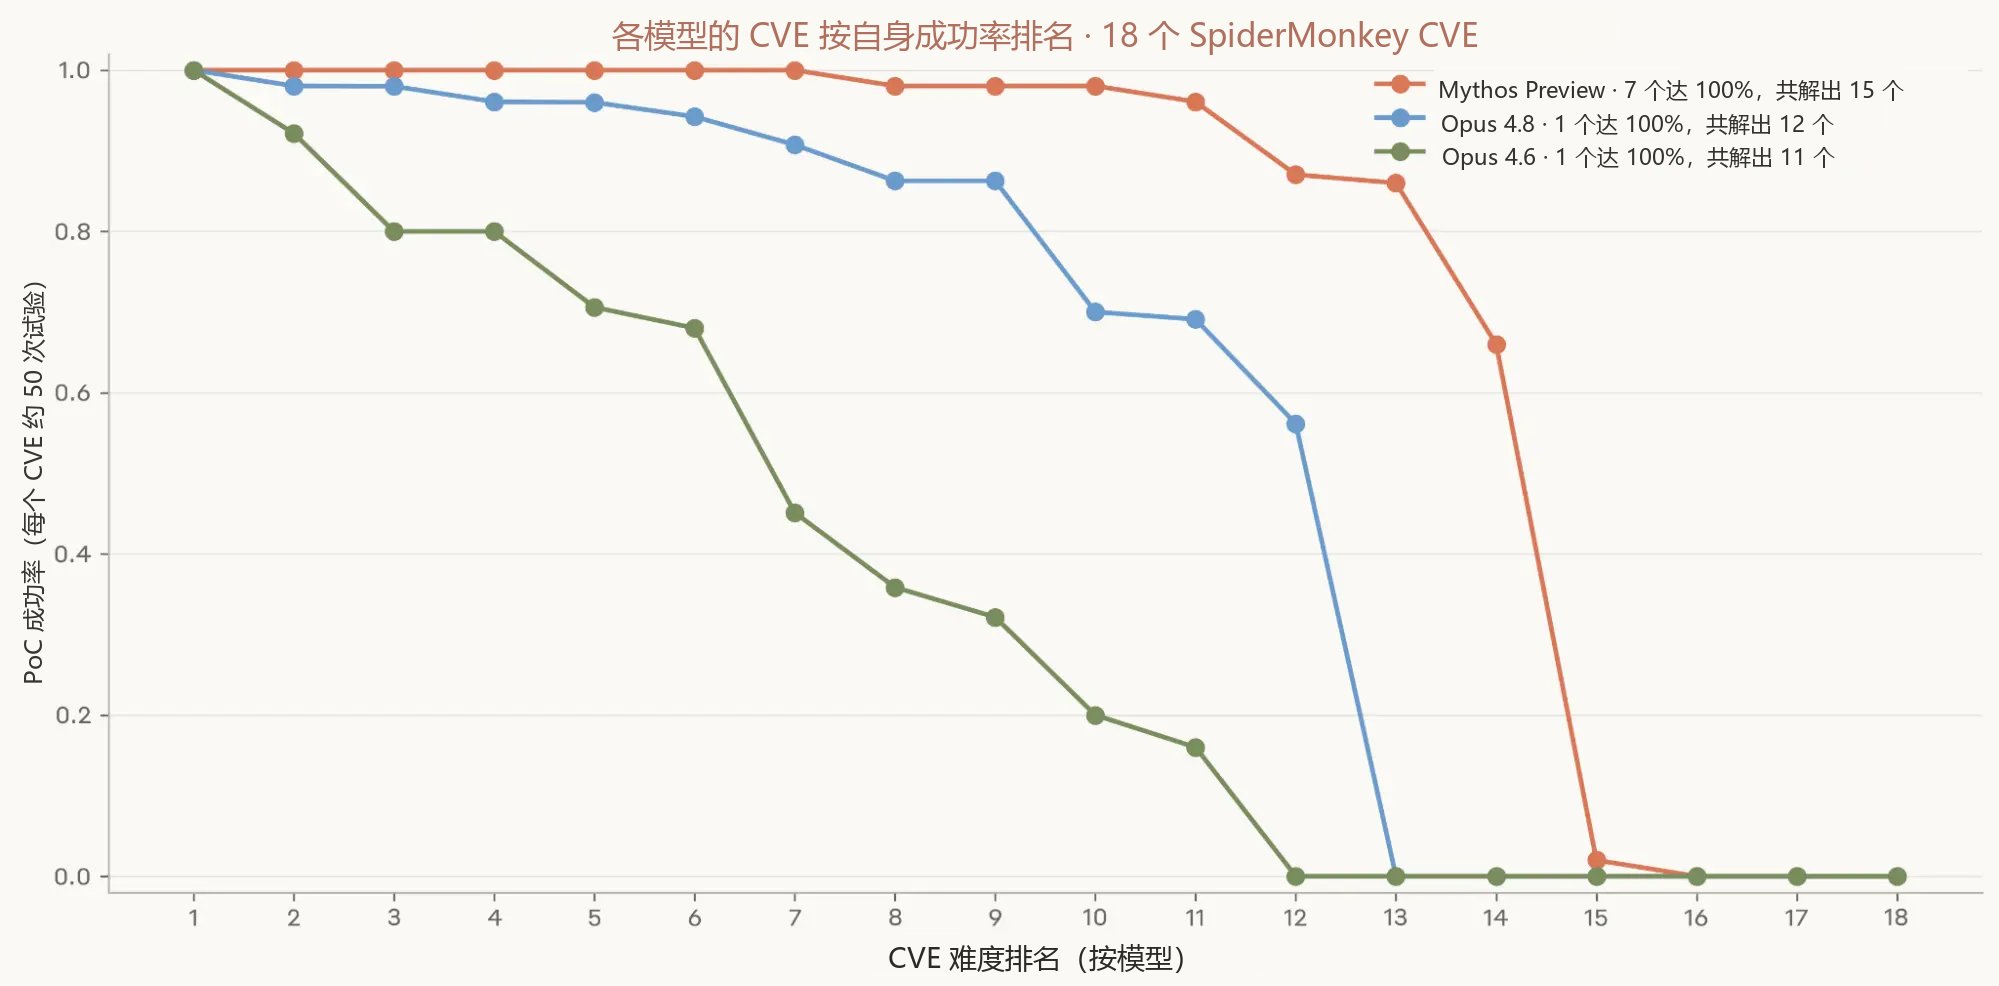 各模型的 CVE 按自身成功率排名 · 18 个 SpiderMonkey CVE
Mythos Preview · 7 个达 100%，共解出 15 个
Opus 4.8 · 1 个达 100%，共解出 12 个
Opus 4.6 · 1 个达 100%，共解出 11 个
PoC 成功率（每个 CVE 约 50 次试验）
1.0
0.8
0.6
0.4
0.2
0.0
1 2 3 4 5 6 7 8 9 10 11 12 13 14 15 16 17 18
CVE 难度排名（按模型）